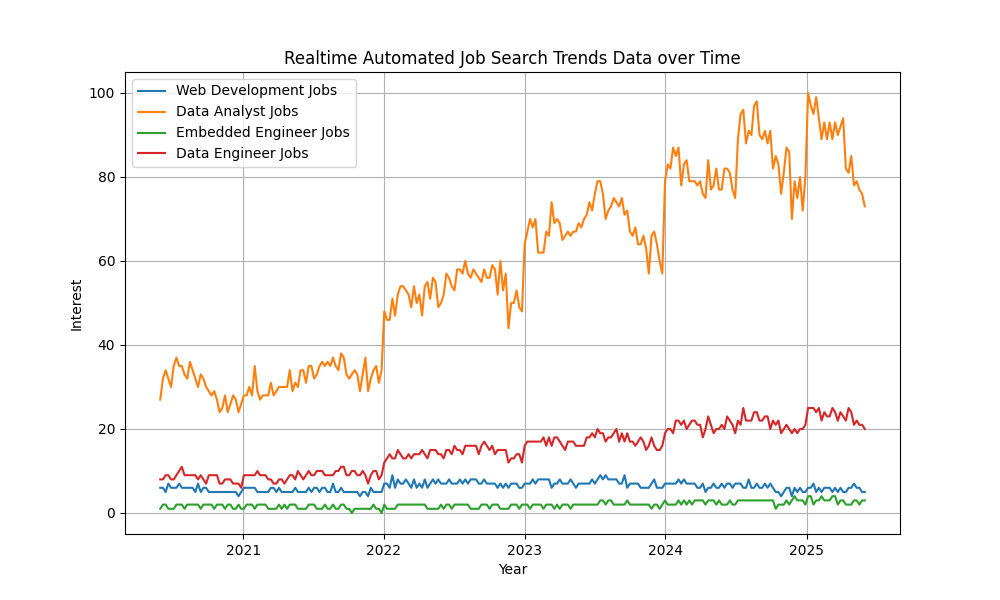 Realtime Automated Job Search Trends Data over Time
Web Development Jobs
Data Analyst Jobs
Embedded Engineer Jobs
Data Engineer Jobs
100
80
60
40
20
0
Interest
2021 2022 2023 2024 2025
Year